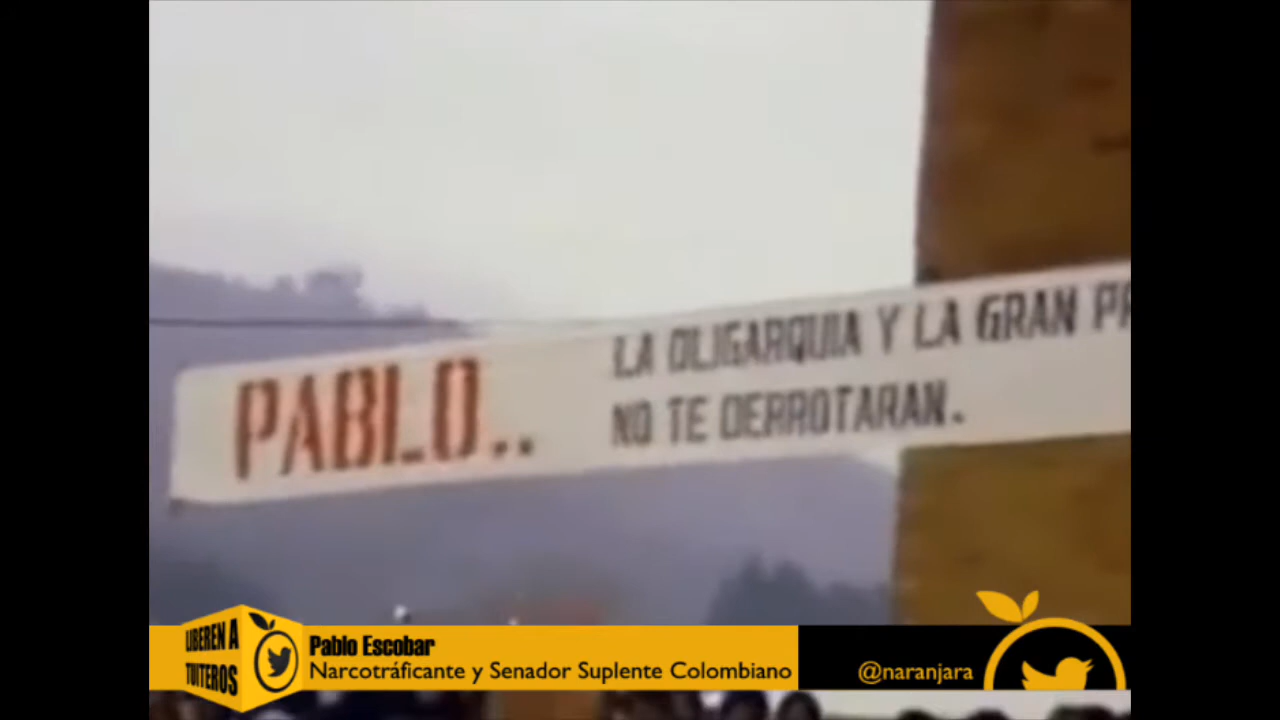 PABLO..
LA OLIGARQUIA Y LA GRAN
NO TE DERROTARAN.
LIBEREN A
TUITEROS
Pablo Escobar
Narcotráficante y Senador Suplente Colombiano
@naranjara